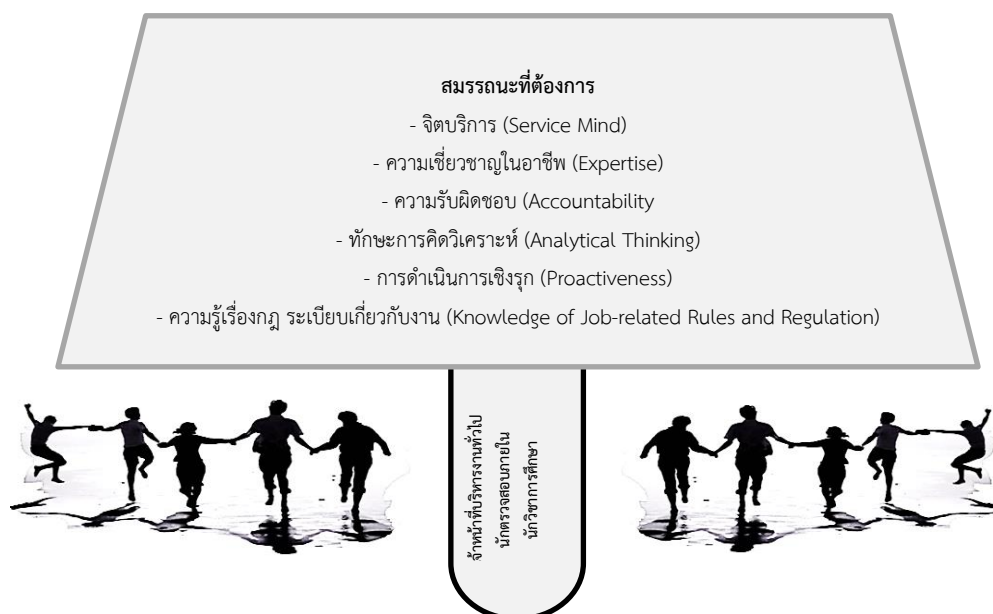 สมรรถนะที่ต้องการ
- จิตบริการ (Service Mind)
- ความเชี่ยวชาญในอาชีพ (Expertise)
- ความรับผิดชอบ (Accountability
- ทักษะการคิดวิเคราะห์ (Analytical Thinking)
- การดำเนินการเชิงรุก (Proactiveness)
- ความรู้เรื่องกฎ ระเบียบเกี่ยวกับงาน (Knowledge of Job-related Rules and Regulation)
จ้าหน้าที่บริหารงานทั่วไป
นักตรวจสอบภายใน
นักวิชาการศึกษา